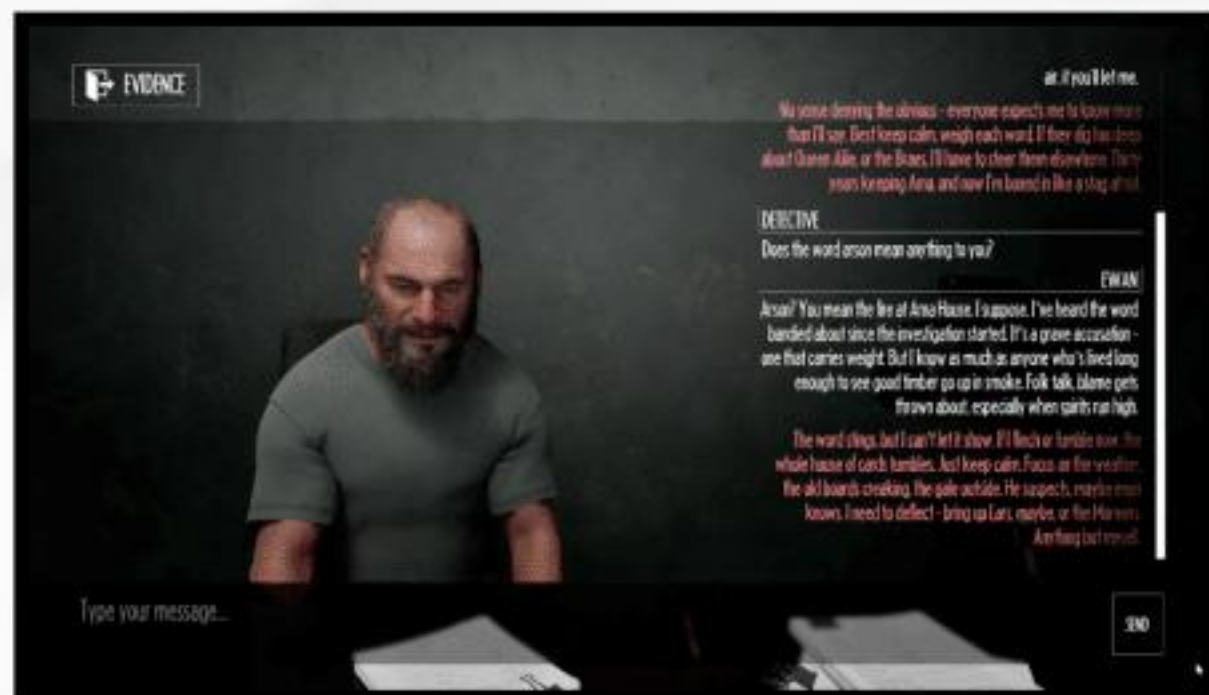 EVIDENCE
air, if you'll let me.
No sense denying the obvious - everyone expects me to know more
than I'll say. Best keep calm, weigh each word. If they dig too deep
about Queen Allie, or the I'll have to steer them elsewhere. Thirty
years keeping and now I'm boxed in like a stag afraid.
DETECTIVE
Does the word arson mean anything to you?
EWAN
Arson? You mean the fire at House, I suppose. I've heard the word
bandied about since the investigation started. It's a grave accusation -
one that carries weight. But I know as much as anyone who's lived long
enough to see good timber go up in smoke. Folk talk, blame gets
thrown about, especially when spirits run high.
The word stings, but I can't let it show. If I flinch or fumble now, the
whole house of cards tumbles. Just keep calm. Focus on the weather,
the old boards creaking, the gale outside. He suspects, maybe even
knows. I need to deflect - bring up Lars, maybe, or the
Anything but myself.
Type your message...
SEND